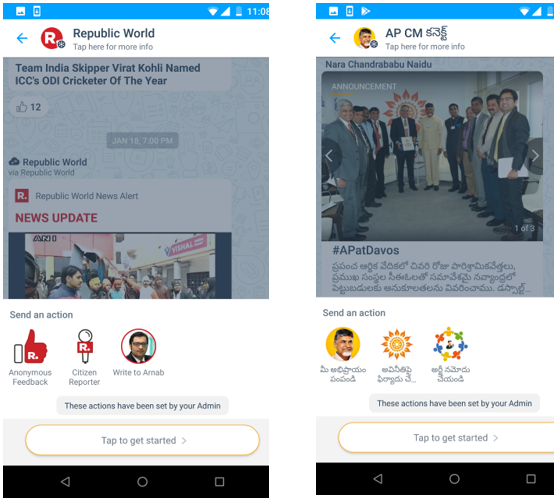 11:08
Republic World
Tap here for more info
Team India Skipper Virat Kohli Named
ICC's ODI Cricketer Of The Year
12
JAN 18, 7:00 PM
Republic World
via Republic World
R.
Republic World News Alert
NEWS UPDATE
ANI
VISHAL
Send an action
Anonymous
Feedback
Citizen
Reporter
Write to Arnab
These actions have been set by your Admin
Tap to get started
AP CM కనెక్ట్
Tap here for more info
Nara Chandrababu Naidu
ANNOUNCEMENT
1 of 3
#APatDavos
ప్రపంచ ఆర్థిక వేదికలో చివరి రోజు పారిశ్రామికవేత్తలు,
ప్రముఖ సంస్థల సీఈఓలతో సమావేశమై నవ్యాంధ్రలో
పెట్టుబడులకు అనుకూలతలను వివరించాము. డస్సాల్ట్...
Send an action
మీ అభిప్రాయం
పంపండి
అవినీతిపై
ఫిర్యాదు చే...
అర్జీ నమోదు
చేయండి
These actions have been set by your Admin
Tap to get started